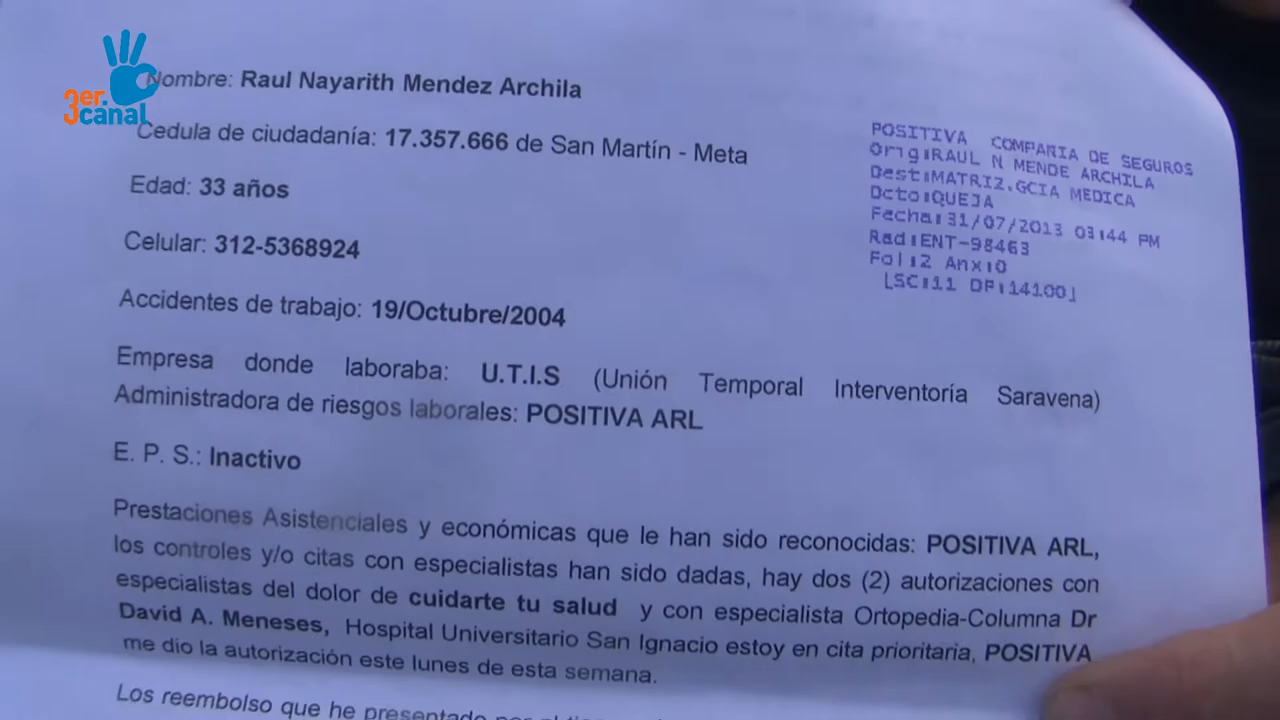 3er.
canal
Nombre: Raul Nayarith Mendez Archila
Cedula de ciudadanía: 17.357.666 de San Martín - Meta
Edad: 33 años
Celular: 312-5368924
Accidentes de trabajo: 19/Octubre/2004
POSITIVA COMPAÑIA DE SEGUROS
Orig:RAUL N MENDE ARCHILA
Dest:MATRIZ.GCIA MEDICA
Dcto:QUEJA
Fecha:31/07/2013 03:44 PM
Rad:ENT-98463
Fol:2 Anx:0
[SC:11 DP:14100]
Empresa donde laboraba: U.T.I.S (Unión Temporal Interventoría Saravena)
Administradora de riesgos laborales: POSITIVA ARL
E. P. S.: Inactivo
Prestaciones Asistenciales y económicas que le han sido reconocidas: POSITIVA ARL,
los controles y/o citas con especialistas han sido dadas, hay dos (2) autorizaciones con
especialistas del dolor de cuidarte tu salud y con especialista Ortopedia-Columna Dr
David A. Meneses, Hospital Universitario San Ignacio estoy en cita prioritaria, POSITIVA
me dio la autorización este lunes de esta semana.
Los reembolso que he presentado